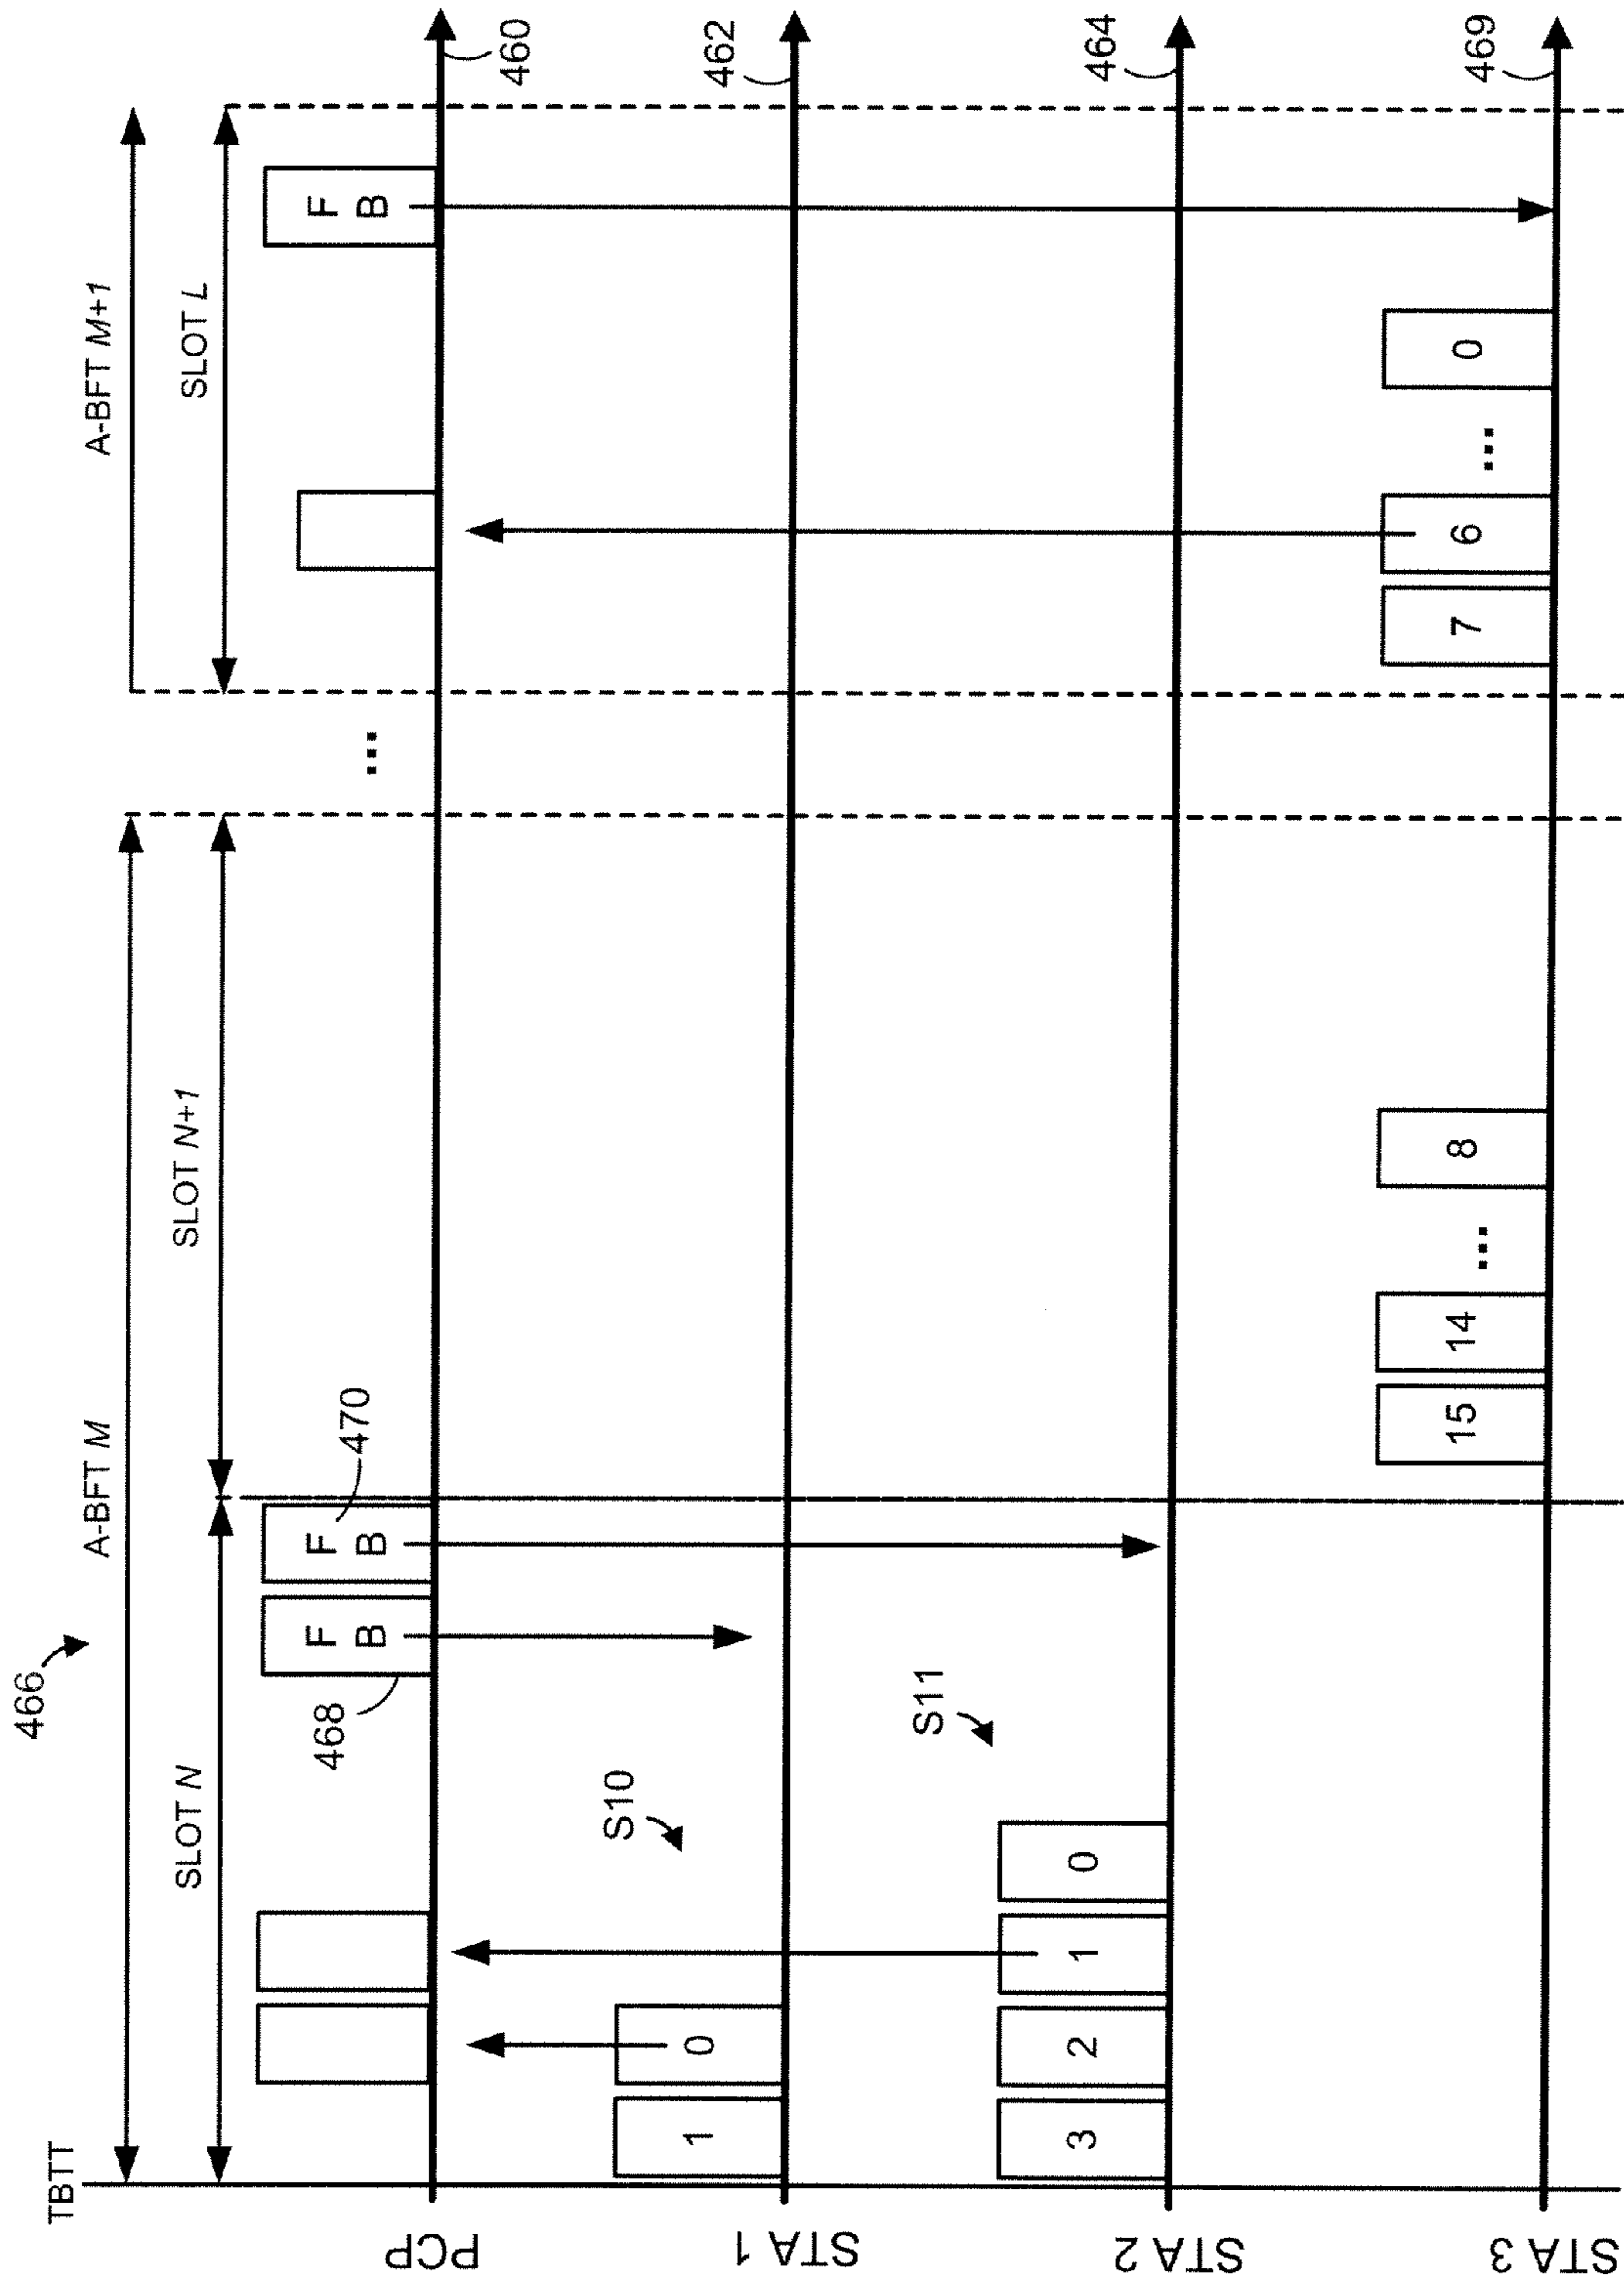 466
TBTT
A-BFT M
A-BFT M+1
SLOT N
SLOT N+1
SLOT L
PCP
468
F B
F B
470
...
F B
460
S10
STA 1
1
0
462
S11
STA 2
3
2
1
0
464
STA 3
15
14
...
8
7
6
...
0
469